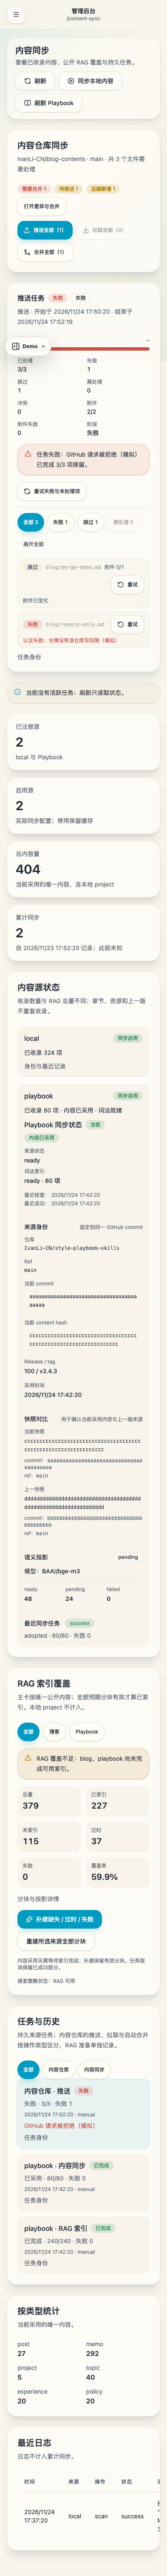 管理后台
/content-sync
内容同步
查看已收录内容、公开 RAG 覆盖与持久任务。
刷新
同步本地内容
刷新 Playbook
内容仓库同步
IvanLi-CN/blog-contents · main · 共 3 个文件需要处理
需要合并 1
待推送 1
远端新增 1
打开差异与合并
推送全部（1）
拉取全部（0）
合并全部（1）
推送任务
失败
失败
推送 · 开始于 2026/11/24 17:50:20 · 结束于
2026/11/24 17:52:19
Demo
已处理
3/3
失败
1
跳过
1
需处理
0
冲突
0
附件
2/2
附件失败
0
阶段
失败
任务失败：GitHub 请求被拒绝（模拟）
已完成 3/3 项保留。
重试失败与未处理项
全部 3
失败 1
跳过 1
需处理 0
展开全部
跳过
blog/merge-demo.md
附件 0/1
重试
附件已变化
失败
blog/remote-only.md
重试
认证失败：令牌没有该仓库写权限（模拟）
任务身份
当前没有活跃任务；刷新只读取状态。
已注册源
2
local 与 Playbook
启用源
2
实际同步配置；停用保留缓存
总内容量
404
当前采用的唯一内容，含本地 project
累计同步
2
自 2026/11/23 17:52:20 记录；此前未知
内容源状态
收录数量与 RAG 总量不同；章节、资源和上一版不重复收录。
local
同步启用
已收录 324 项
身份与最近记录
playbook
同步启用
已收录 80 项 · 内容已采用 · 词法就绪
Playbook 同步状态
当前
内容已采用
来源状态
ready
词法索引
ready · 80 项
最近检查: 2026/11/24 17:42:20
最近成功: 2026/11/24 17:42:20
来源身份
固定到同一 GitHub commit
仓库
IvanLi-CN/style-playbook-skills
Ref
main
当前 commit
当前 content hash
Release / tag
100 / v2.4.3
采用时间
2026/11/24 17:42:20
快照对比
用于确认当前采用内容与上一级来源
当前快照
ref: main
上一快照
ref: main
语义投影
pending
模型：BAAI/bge-m3
ready
48
pending
24
failed
0
最近同步任务
success
adopted · 80/80 · 失败 0
RAG 索引覆盖
主卡按唯一公开内容；全部预期分块有效才算已索引。本地 project 不计入。
全部
博客
Playbook
RAG 覆盖不足：blog、playbook 尚未完成可用索引。
总量
379
已索引
227
未索引
115
过时
37
失败
0
覆盖率
59.9%
分块与投影详情
补建缺失 / 过时 / 失败
重建所选来源全部分块
内容采用无需等待索引完成；补建保留有效分块。任务取消保留已成功部分。
搜索策略状态：RAG 可用
任务与历史
持久来源任务；内容仓库的推送、拉取与自动合并按操作类型区分，RAG 准备单独记录。
全部
内容仓库
内容同步
内容仓库 · 推送
失败
失败 · 3/3 · 失败 1
2026/11/24 17:50:20 · manual
GitHub 请求被拒绝（模拟）
任务身份
playbook · 内容同步
已完成
已采用 · 80/80 · 失败 0
2026/11/24 17:42:20 · manual
任务身份
playbook · RAG 索引
已完成
已完成 · 240/240 · 失败 0
2026/11/24 17:42:20 · manual
任务身份
按类型统计
当前采用的唯一内容。
post
27
memo
292
project
5
topic
40
experience
20
policy
20
最近日志
日志不计入累计同步。
时间
来源
操作
状态
2026/11/24
17:37:20
local
scan
success